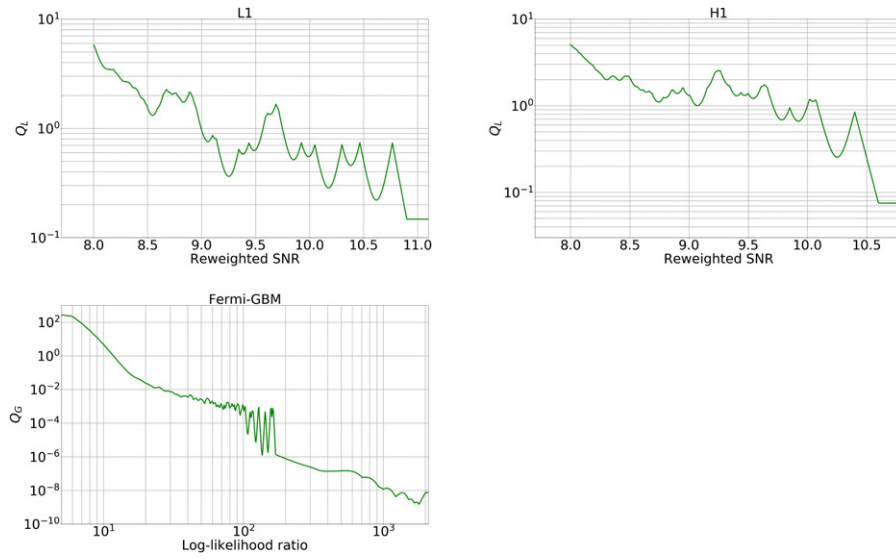 L1
10^1
10^0
10^-1
Q_L
8.0 8.5 9.0 9.5 10.0 10.5 11.0
Reweighted SNR
H1
10^1
10^0
10^-1
Q_L
8.0 8.5 9.0 9.5 10.0 10.5
Reweighted SNR
Fermi-GBM
10^2
10^0
10^-2
10^-4
10^-6
10^-8
10^-10
Q_G
10^1 10^2 10^3
Log-likelihood ratio